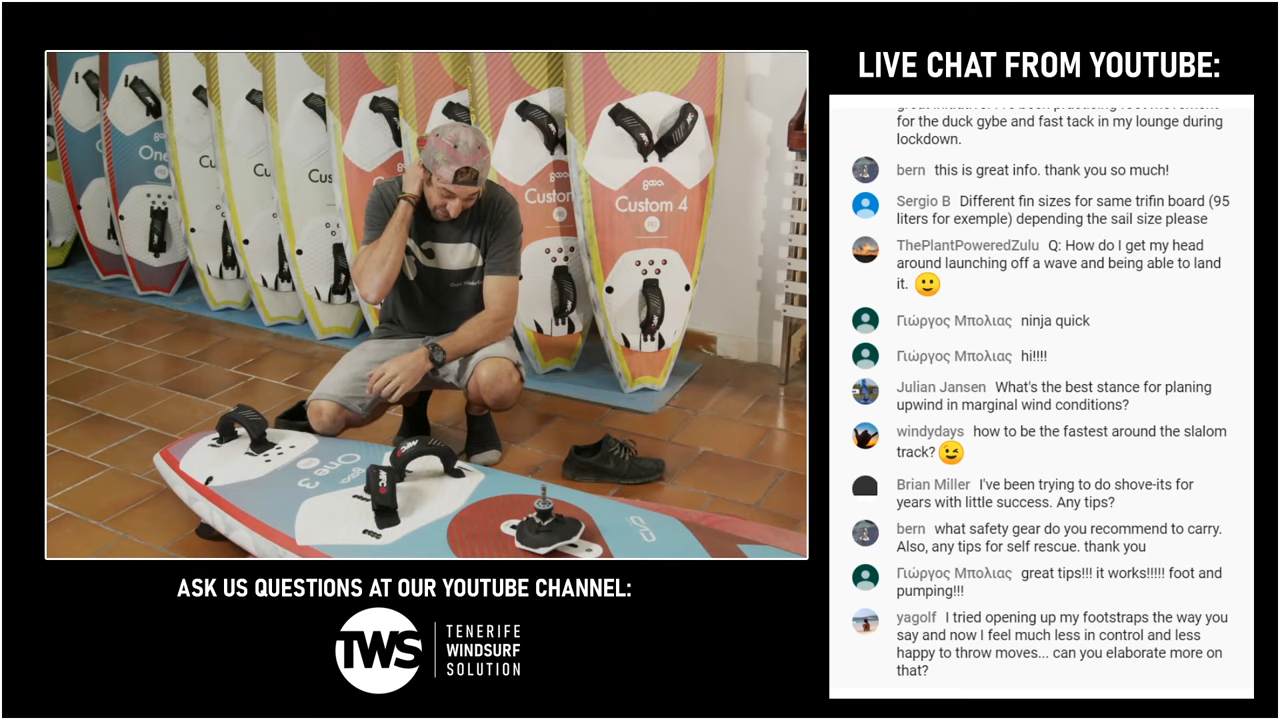 LIVE CHAT FROM YOUTUBE:
for the duck gybe and fast tack in my lounge during
lockdown.
bern this is great info. thank you so much!
Sergio B Different fin sizes for same trifin board (95
liters for exemple) depending the sail size please
ThePlantPoweredZulu Q: How do I get my head
around launching off a wave and being able to land
it. 🙂
Γιώργος Μπολιας ninja quick
Γιώργος Μπολιας hi!!!!
Julian Jansen What's the best stance for planing
upwind in marginal wind conditions?
windydays how to be the fastest around the slalom
track? 😉
Brian Miller I've been trying to do shove-its for
years with little success. Any tips?
bern what safety gear do you recommend to carry.
Also, any tips for self rescue. thank you
Γιώργος Μπολιας great tips!!! it works!!!!! foot and
pumping!!!
yagolf I tried opening up my footstraps the way you
say and now I feel much less in control and less
happy to throw moves... can you elaborate more on
that?
One
Cu
Cu
Cus
C
goya
Custom
goya
Custom 4
PRO
One 3
MFC
MFC
ASK US QUESTIONS AT OUR YOUTUBE CHANNEL:
TWS
TENERIFE
WINDSURF
SOLUTION